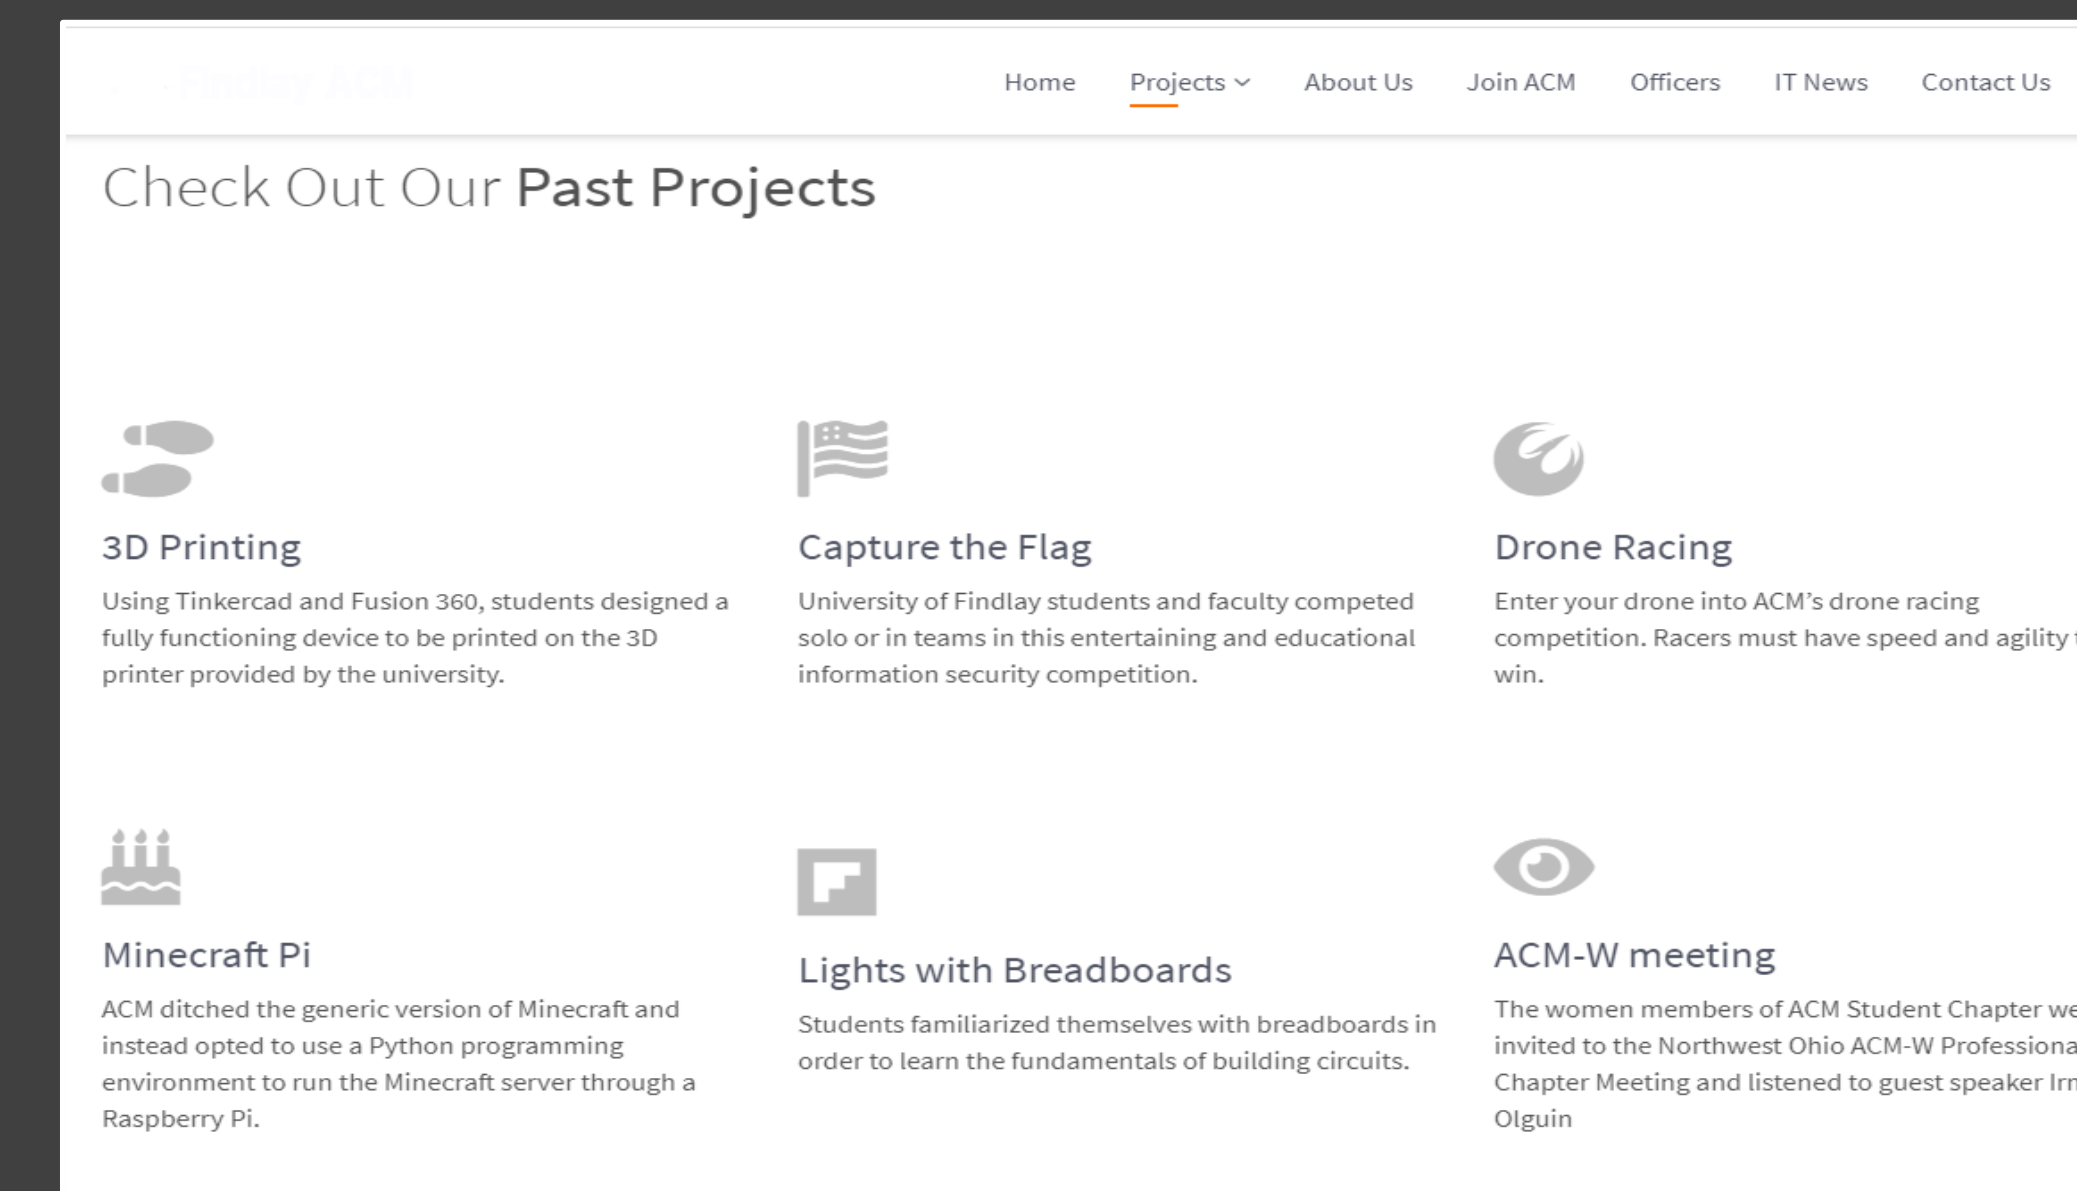 Findlay ACM
Home Projects About Us Join ACM Officers IT News Contact Us
Check Out Our Past Projects
3D Printing
Using Tinkercad and Fusion 360, students designed a
fully functioning device to be printed on the 3D
printer provided by the university.
Capture the Flag
University of Findlay students and faculty competed
solo or in teams in this entertaining and educational
information security competition.
Drone Racing
Enter your drone into ACM’s drone racing
competition. Racers must have speed and agility
win.
Minecraft Pi
ACM ditched the generic version of Minecraft and
instead opted to use a Python programming
environment to run the Minecraft server through a
Raspberry Pi.
Lights with Breadboards
Students familiarized themselves with breadboards in
order to learn the fundamentals of building circuits.
ACM-W meeting
The women members of ACM Student Chapter
invited to the Northwest Ohio ACM-W
Chapter Meeting and listened to guest speaker
Olguin